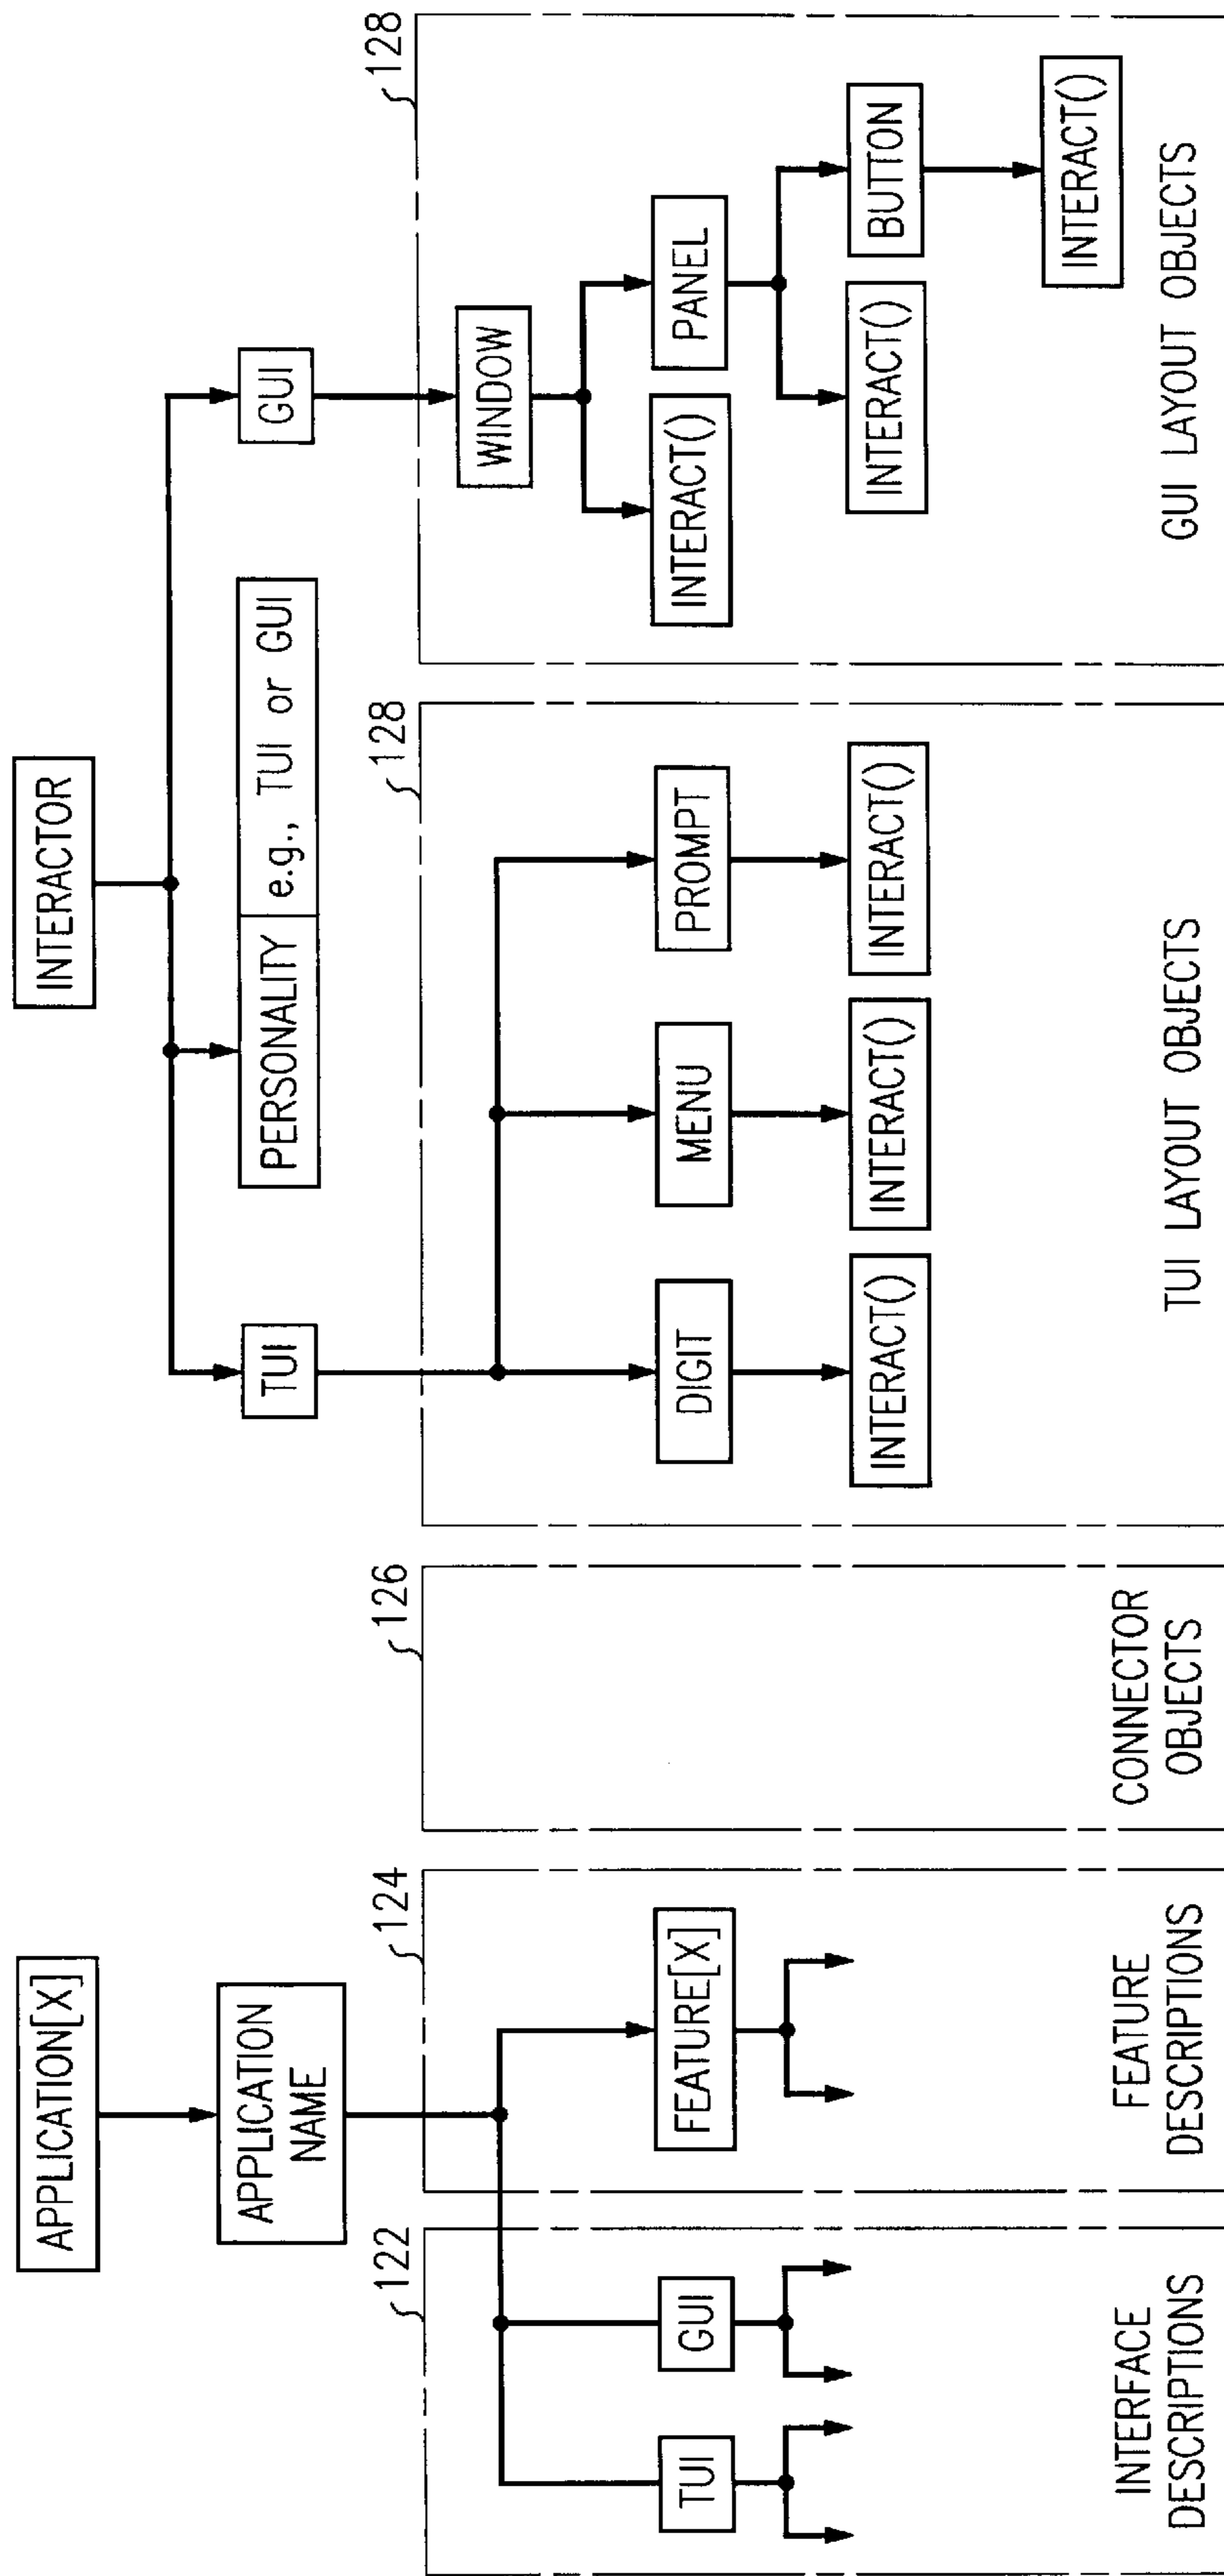 APPLICATION[X]
APPLICATION
NAME
122
TUI
GUI
INTERFACE
DESCRIPTIONS
124
FEATURE[X]
FEATURE
DESCRIPTIONS
126
CONNECTOR
OBJECTS
INTERACTOR
TUI
PERSONALITY e.g., TUI or GUI
GUI
128
DIGIT
MENU
PROMPT
INTERACT()
INTERACT()
INTERACT()
TUI LAYOUT OBJECTS
128
WINDOW
INTERACT()
PANEL
INTERACT()
BUTTON
INTERACT()
GUI LAYOUT OBJECTS